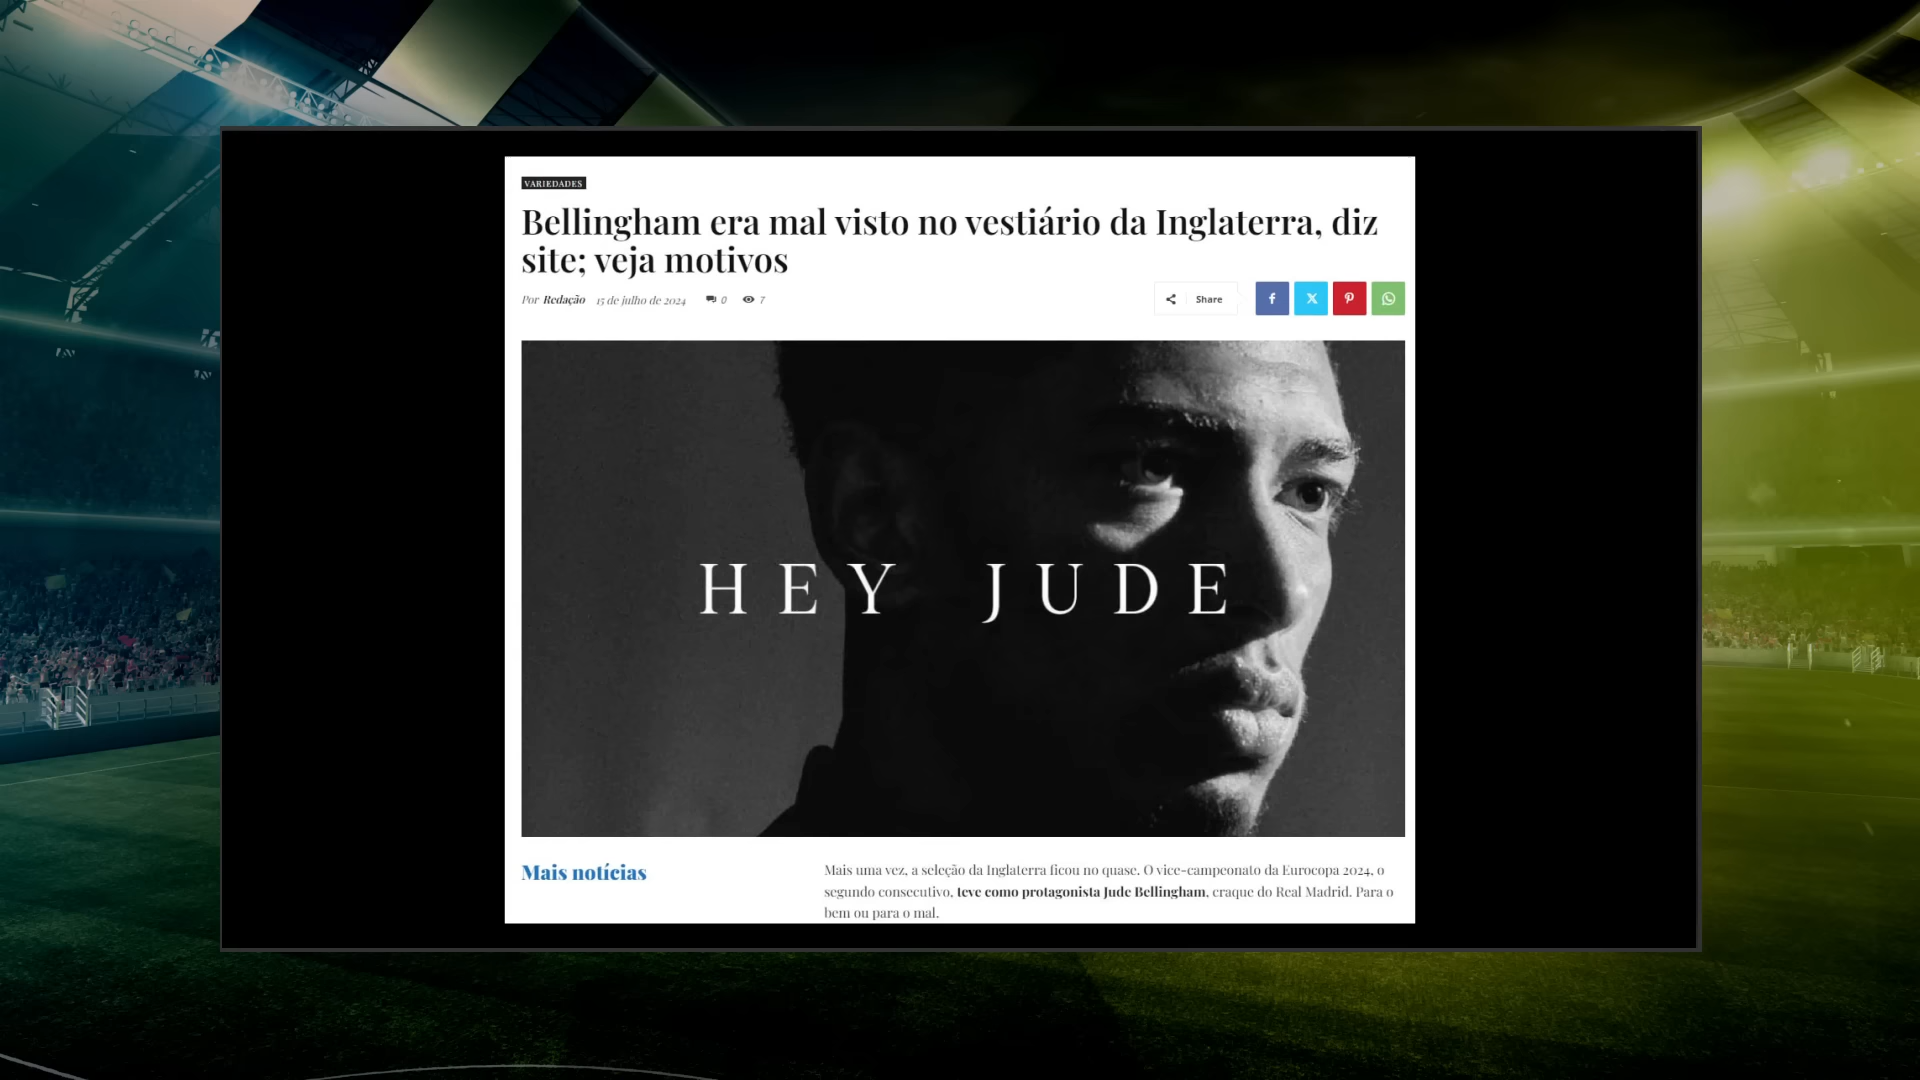 VARIEDADES
Bellingham era mal visto no vestiário da Inglaterra, diz
site; veja motivos
Por Redação 15 de julho de 2024 0 7
Share
HEY JUDE
Mais notícias
Mais uma vez, a seleção da Inglaterra ficou no quase. O vice-campeonato da Eurocopa 2024, o
segundo consecutivo, teve como protagonista Jude Bellingham, craque do Real Madrid. Para o
bem ou para o mal.